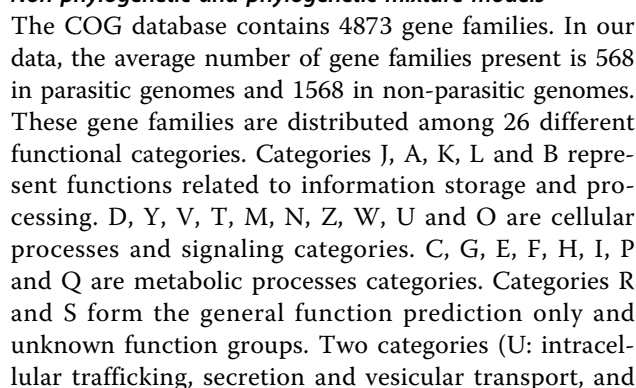 Non-phylogenetic and phylogenetic mixture models
The COG database contains 4873 gene families. In our
data, the average number of gene families present is 568
in parasitic genomes and 1568 in non-parasitic genomes.
These gene families are distributed among 26 different
functional categories. Categories J, A, K, L and B repre-
sent functions related to information storage and pro-
cessing. D, Y, V, T, M, N, Z, W, U and O are cellular
processes and signaling categories. C, G, E, F, H, I, P
and Q are metabolic processes categories. Categories R
and S form the general function prediction only and
unknown function groups. Two categories (U: intracel-
lular trafficking, secretion and vesicular transport, and